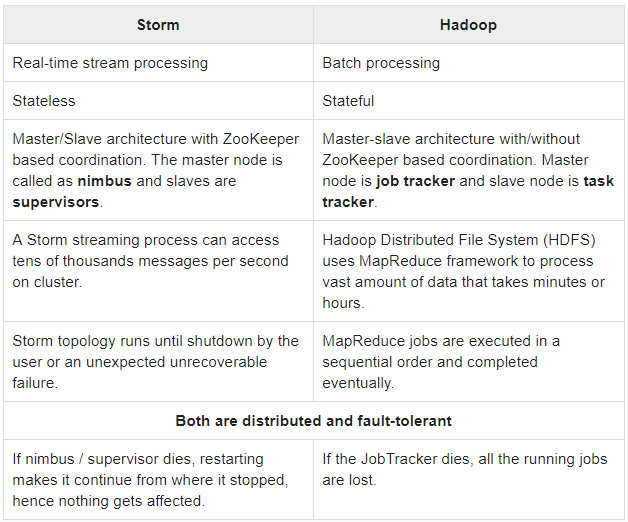 Storm
Hadoop
Real-time stream processing
Batch processing
Stateless
Stateful
Master/Slave architecture with ZooKeeper
based coordination. The master node is
called as nimbus and slaves are
supervisors.
Master-slave architecture with/without
ZooKeeper based coordination. Master
node is job tracker and slave node is task
tracker.
A Storm streaming process can access
tens of thousands messages per second
on cluster.
Hadoop Distributed File System (HDFS)
uses MapReduce framework to process
vast amount of data that takes minutes or
hours.
Storm topology runs until shutdown by the
user or an unexpected unrecoverable
failure.
MapReduce jobs are executed in a
sequential order and completed
eventually.
Both are distributed and fault-tolerant
If nimbus / supervisor dies, restarting
makes it continue from where it stopped,
hence nothing gets affected.
If the JobTracker dies, all the running jobs
are lost.